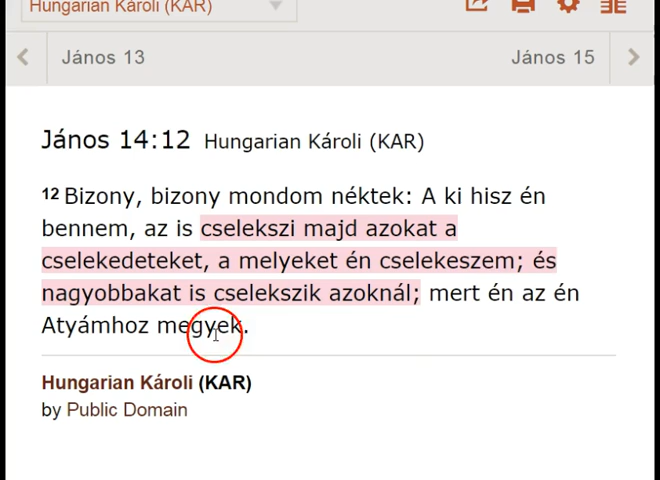 Hungarian Károli (KAR)
János 13
János 15
János 14:12 Hungarian Károli (KAR)
12 Bizony, bizony mondom néktek: A ki hisz én
bennem, az is cselekszi majd azokat a
cselekedeteket, a melyeket én cselekeszem; és
nagyobbakat is cselekszik azoknál; mert én az én
Atyámhoz megyek.
Hungarian Károli (KAR)
by Public Domain